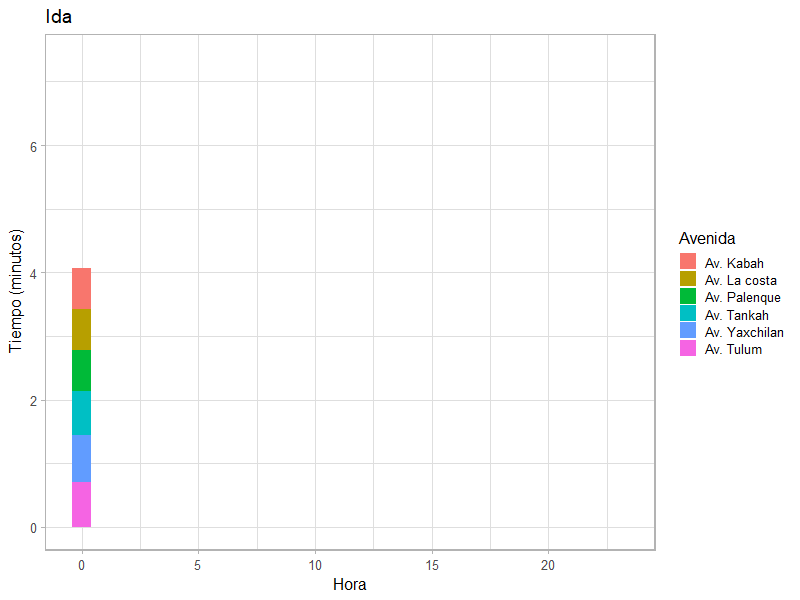 Ida
Tiempo (minutos)
6
4
2
0
0 5 10 15 20
Hora
Avenida
Av. Kabah
Av. La costa
Av. Palenque
Av. Tankah
Av. Yaxchilan
Av. Tulum